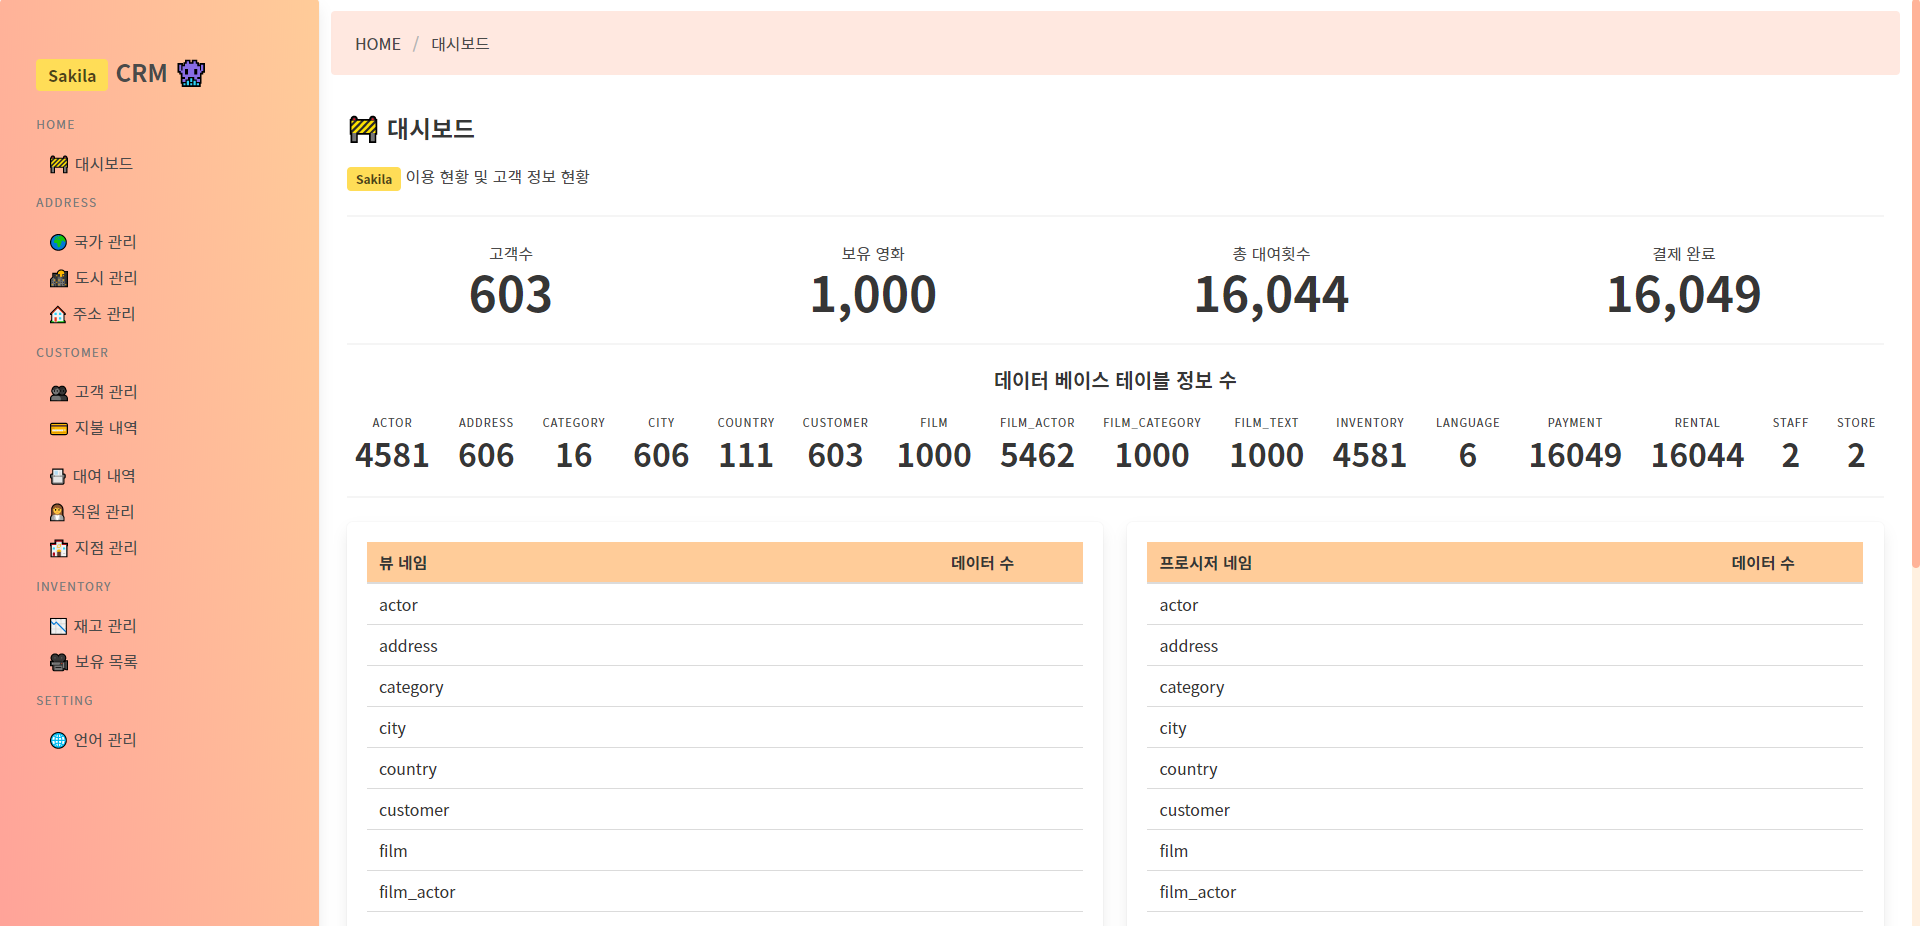 Sakila CRM
HOME
대시보드
ADDRESS
국가 관리
도시 관리
주소 관리
CUSTOMER
고객 관리
지불 내역
대여 내역
직원 관리
지점 관리
INVENTORY
재고 관리
보유 목록
SETTING
언어 관리
HOME / 대시보드
대시보드
Sakila 이용 현황 및 고객 정보 현황
고객수 보유 영화 총 대여횟수 결제 완료
603 1,000 16,044 16,049
데이터 베이스 테이블 정보 수
ACTOR ADDRESS CATEGORY CITY COUNTRY CUSTOMER FILM FILM_ACTOR FILM_CATEGORY FILM_TEXT INVENTORY LANGUAGE PAYMENT RENTAL STAFF STORE
4581 606 16 606 111 603 1000 5462 1000 1000 4581 6 16049 16044 2 2
뷰 네임 데이터 수
actor
address
category
city
country
customer
film
film_actor
프로시저 네임 데이터 수
actor
address
category
city
country
customer
film
film_actor